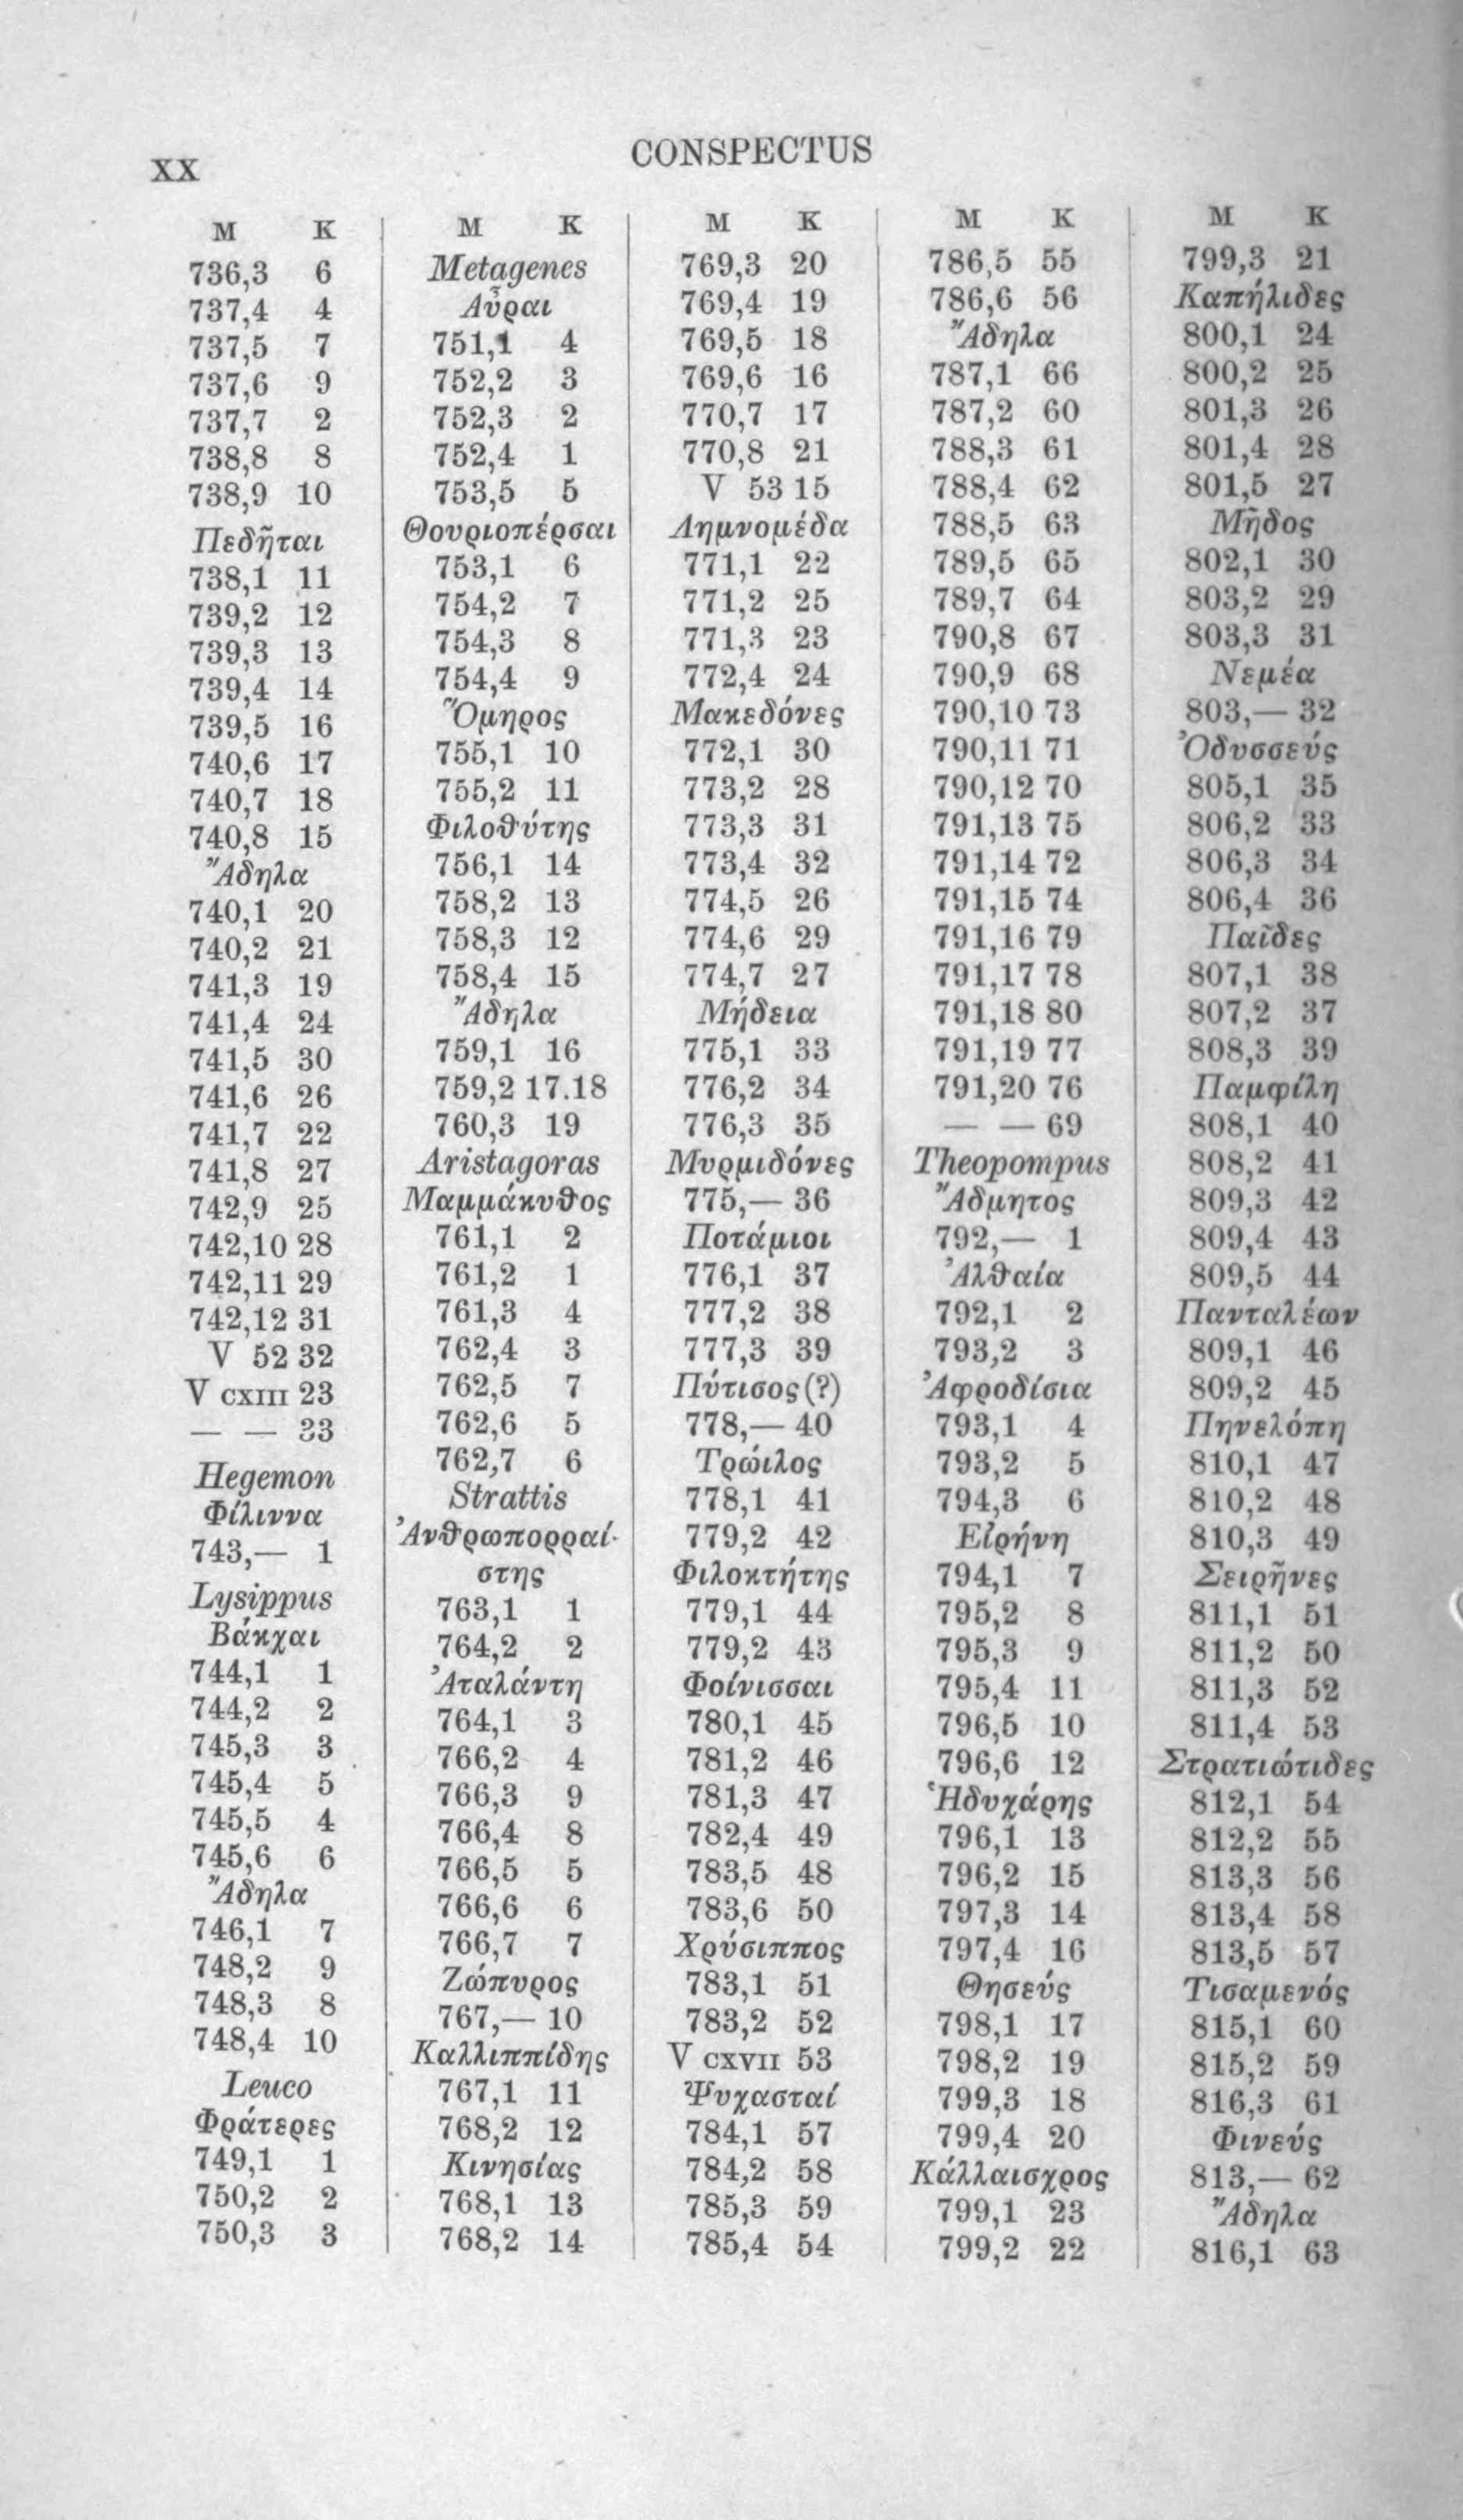 XX
CONSPECTUS
M K
736,3 6
737,4 4
737,5 7
737,6 9
737,7 2
738,8 8
738,9 10
Πεδῆται
738,1 11
739,2 12
739,3 13
739,4 14
739,5 16
740,6 17
740,7 18
740,8 15
Ἄδηλα
740,1 20
740,2 21
741,3 19
741,4 24
741,5 30
741,6 26
741,7 22
741,8 27
742,9 25
742,10 28
742,11 29
742,12 31
V 52 32
V CXIII 23
— — 33
Hegemon
Φίλιννα
743,— 1
Lysippus
Βάκχαι
744,1 1
744,2 2
745,3 3
745,4 5
745,5 4
745,6 6
Ἄδηλα
746,1 7
748,2 9
748,3 8
748,4 10
Leuco
Φράτερες
749,1 1
750,2 2
750,3 3
M K
Metagenes
Αὖραι
751,1 4
752,2 3
752,3 2
752,4 1
753,5 5
Θουριοπέρσαι
753,1 6
754,2 7
754,3 8
754,4 9
Ὅμηρος
755,1 10
755,2 11
Φιλοθύτης
756,1 14
758,2 13
758,3 12
758,4 15
Ἄδηλα
759,1 16
759,2 17.18
760,3 19
Aristagoras
Μαμμάκυθος
761,1 2
761,2 1
761,3 4
762,4 3
762,5 7
762,6 5
762,7 6
Strattis
Ἀνθρωπορραί-
στης
763,1 1
764,2 2
Ἀταλάντη
764,1 3
766,2 4
766,3 9
766,4 8
766,5 5
766,6 6
766,7 7
Ζώπυρος
767,— 10
Καλλιππίδης
767,1 11
768,2 12
Κινησίας
768,1 13
768,2 14
M K
769,3 20
769,4 19
769,5 18
769,6 16
770,7 17
770,8 21
V 53 15
Λημνομέδα
771,1 22
771,2 25
771,3 23
772,4 24
Μακεδόνες
772,1 30
773,2 28
773,3 31
773,4 32
774,5 26
774,6 29
774,7 27
Μήδεια
775,1 33
776,2 34
776,3 35
Μυρμιδόνες
775,— 36
Ποτάμιοι
776,1 37
777,2 38
777,3 39
Πύτισος (?)
778,— 40
Τρώιλος
778,1 41
779,2 42
Φιλοκτήτης
779,1 44
779,2 43
Φοίνισσαι
780,1 45
781,2 46
781,3 47
782,4 49
783,5 48
783,6 50
Χρύσιππος
783,1 51
783,2 52
V CXVII 53
Ψυχασταί
784,1 57
784,2 58
785,3 59
785,4 54
M K
786,5 55
786,6 56
Ἄδηλα
787,1 66
787,2 60
788,3 61
788,4 62
788,5 63
789,5 65
789,7 64
790,8 67
790,9 68
790,10 73
790,11 71
790,12 70
791,13 75
791,14 72
791,15 74
791,16 79
791,17 78
791,18 80
791,19 77
791,20 76
— — 69
Theopompus
Ἄδμητος
792,— 1
Ἀλθαία
792,1 2
793,2 3
Ἀφροδίσια
793,1 4
793,2 5
794,3 6
Εἰρήνη
794,1 7
795,2 8
795,3 9
795,4 11
796,5 10
796,6 12
Ἡδυχάρης
796,1 13
796,2 15
797,3 14
797,4 16
Θησεύς
798,1 17
798,2 19
799,3 18
799,4 20
Κάλλαισχρος
799,1 23
799,2 22
M K
799,3 21
Καπήλιδες
800,1 24
800,2 25
801,3 26
801,4 28
801,5 27
Μῆδος
802,1 30
803,2 29
803,3 31
Νεμέα
803,— 32
Ὀδυσσεύς
805,1 35
806,2 33
806,3 34
806,4 36
Παῖδες
807,1 38
807,2 37
808,3 39
Παμφίλη
808,1 40
808,2 41
809,3 42
809,4 43
809,5 44
Πανταλέων
809,1 46
809,2 45
Πηνελόπη
810,1 47
810,2 48
810,3 49
Σειρῆνες
811,1 51
811,2 50
811,3 52
811,4 53
Στρατιώτιδες
812,1 54
812,2 55
813,3 56
813,4 58
813,5 57
Τισαμενός
815,1 60
815,2 59
816,3 61
Φινεύς
813,— 62
Ἄδηλα
816,1 63